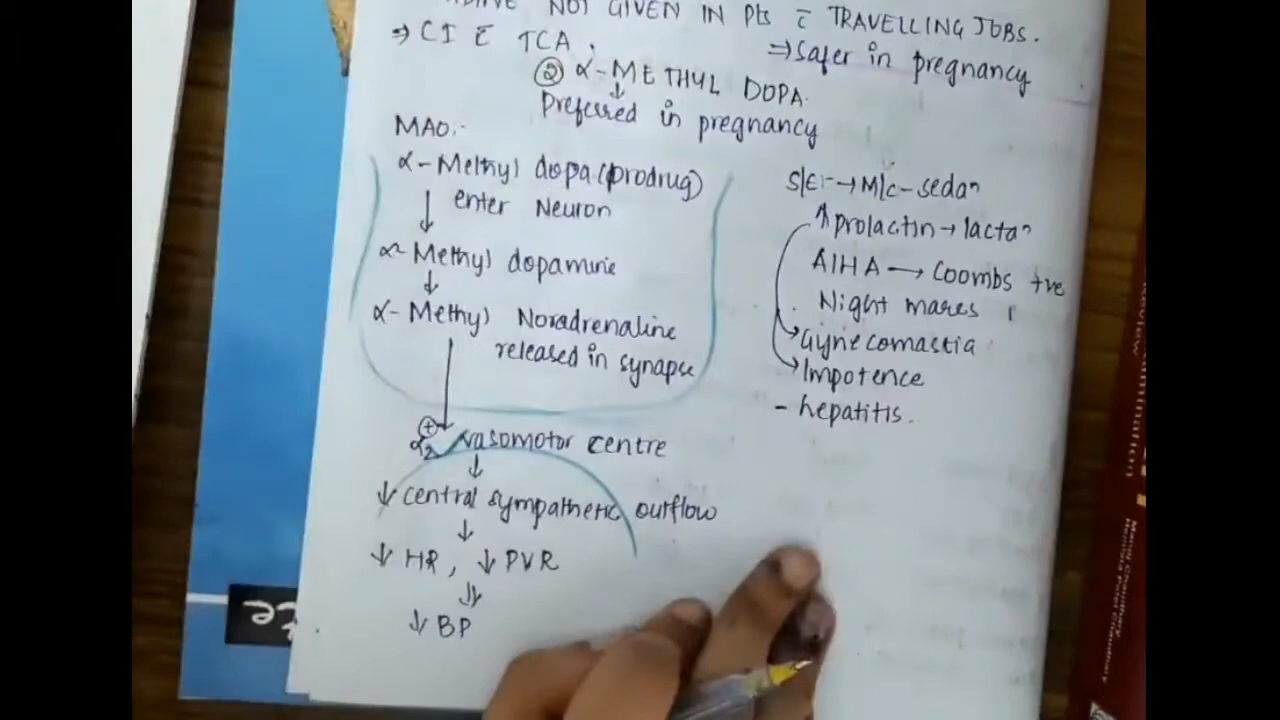 NOT GIVEN IN Pts c̄ TRAVELLING JOBS.
⇒ CI c̄ TCA.
⇒ Safer in pregnancy
② α-METHYL DOPA.
↓
Preferred in pregnancy
MAO:-
α-Methyl dopa (prodrug)
↓ enter Neuron
α-Methyl dopamine
↓
α-Methyl Noradrenaline
released in synapse
↓
⊕
α₂ vasomotor centre
↓
↓ central sympathetic outflow
↓
↓ HR, ↓ PVR
⇓
↓ BP
S/E:- → M/c - sedaⁿ
↑ prolactin → lactaⁿ
AIHA → Coombs +ve
Night mares
→ Gynecomastia
→ Impotence
- hepatitis.
Manoj Chaudhary